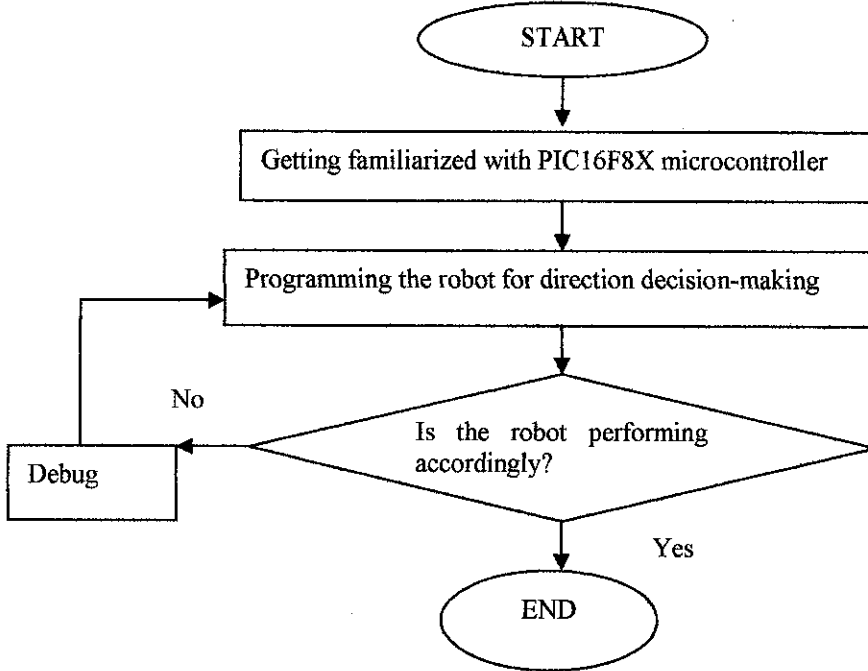 START
Getting familiarized with PIC16F8X microcontroller
Programming the robot for direction decision-making
No
Is the robot performing
accordingly?
Debug
Yes
END